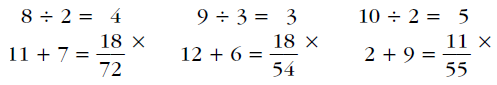 8 ÷ 2 = 4 9 ÷ 3 = 3 10 ÷ 2 = 5
11 + 7 = 18 × 12 + 6 = 18 × 2 + 9 = 11 ×
72 54 55